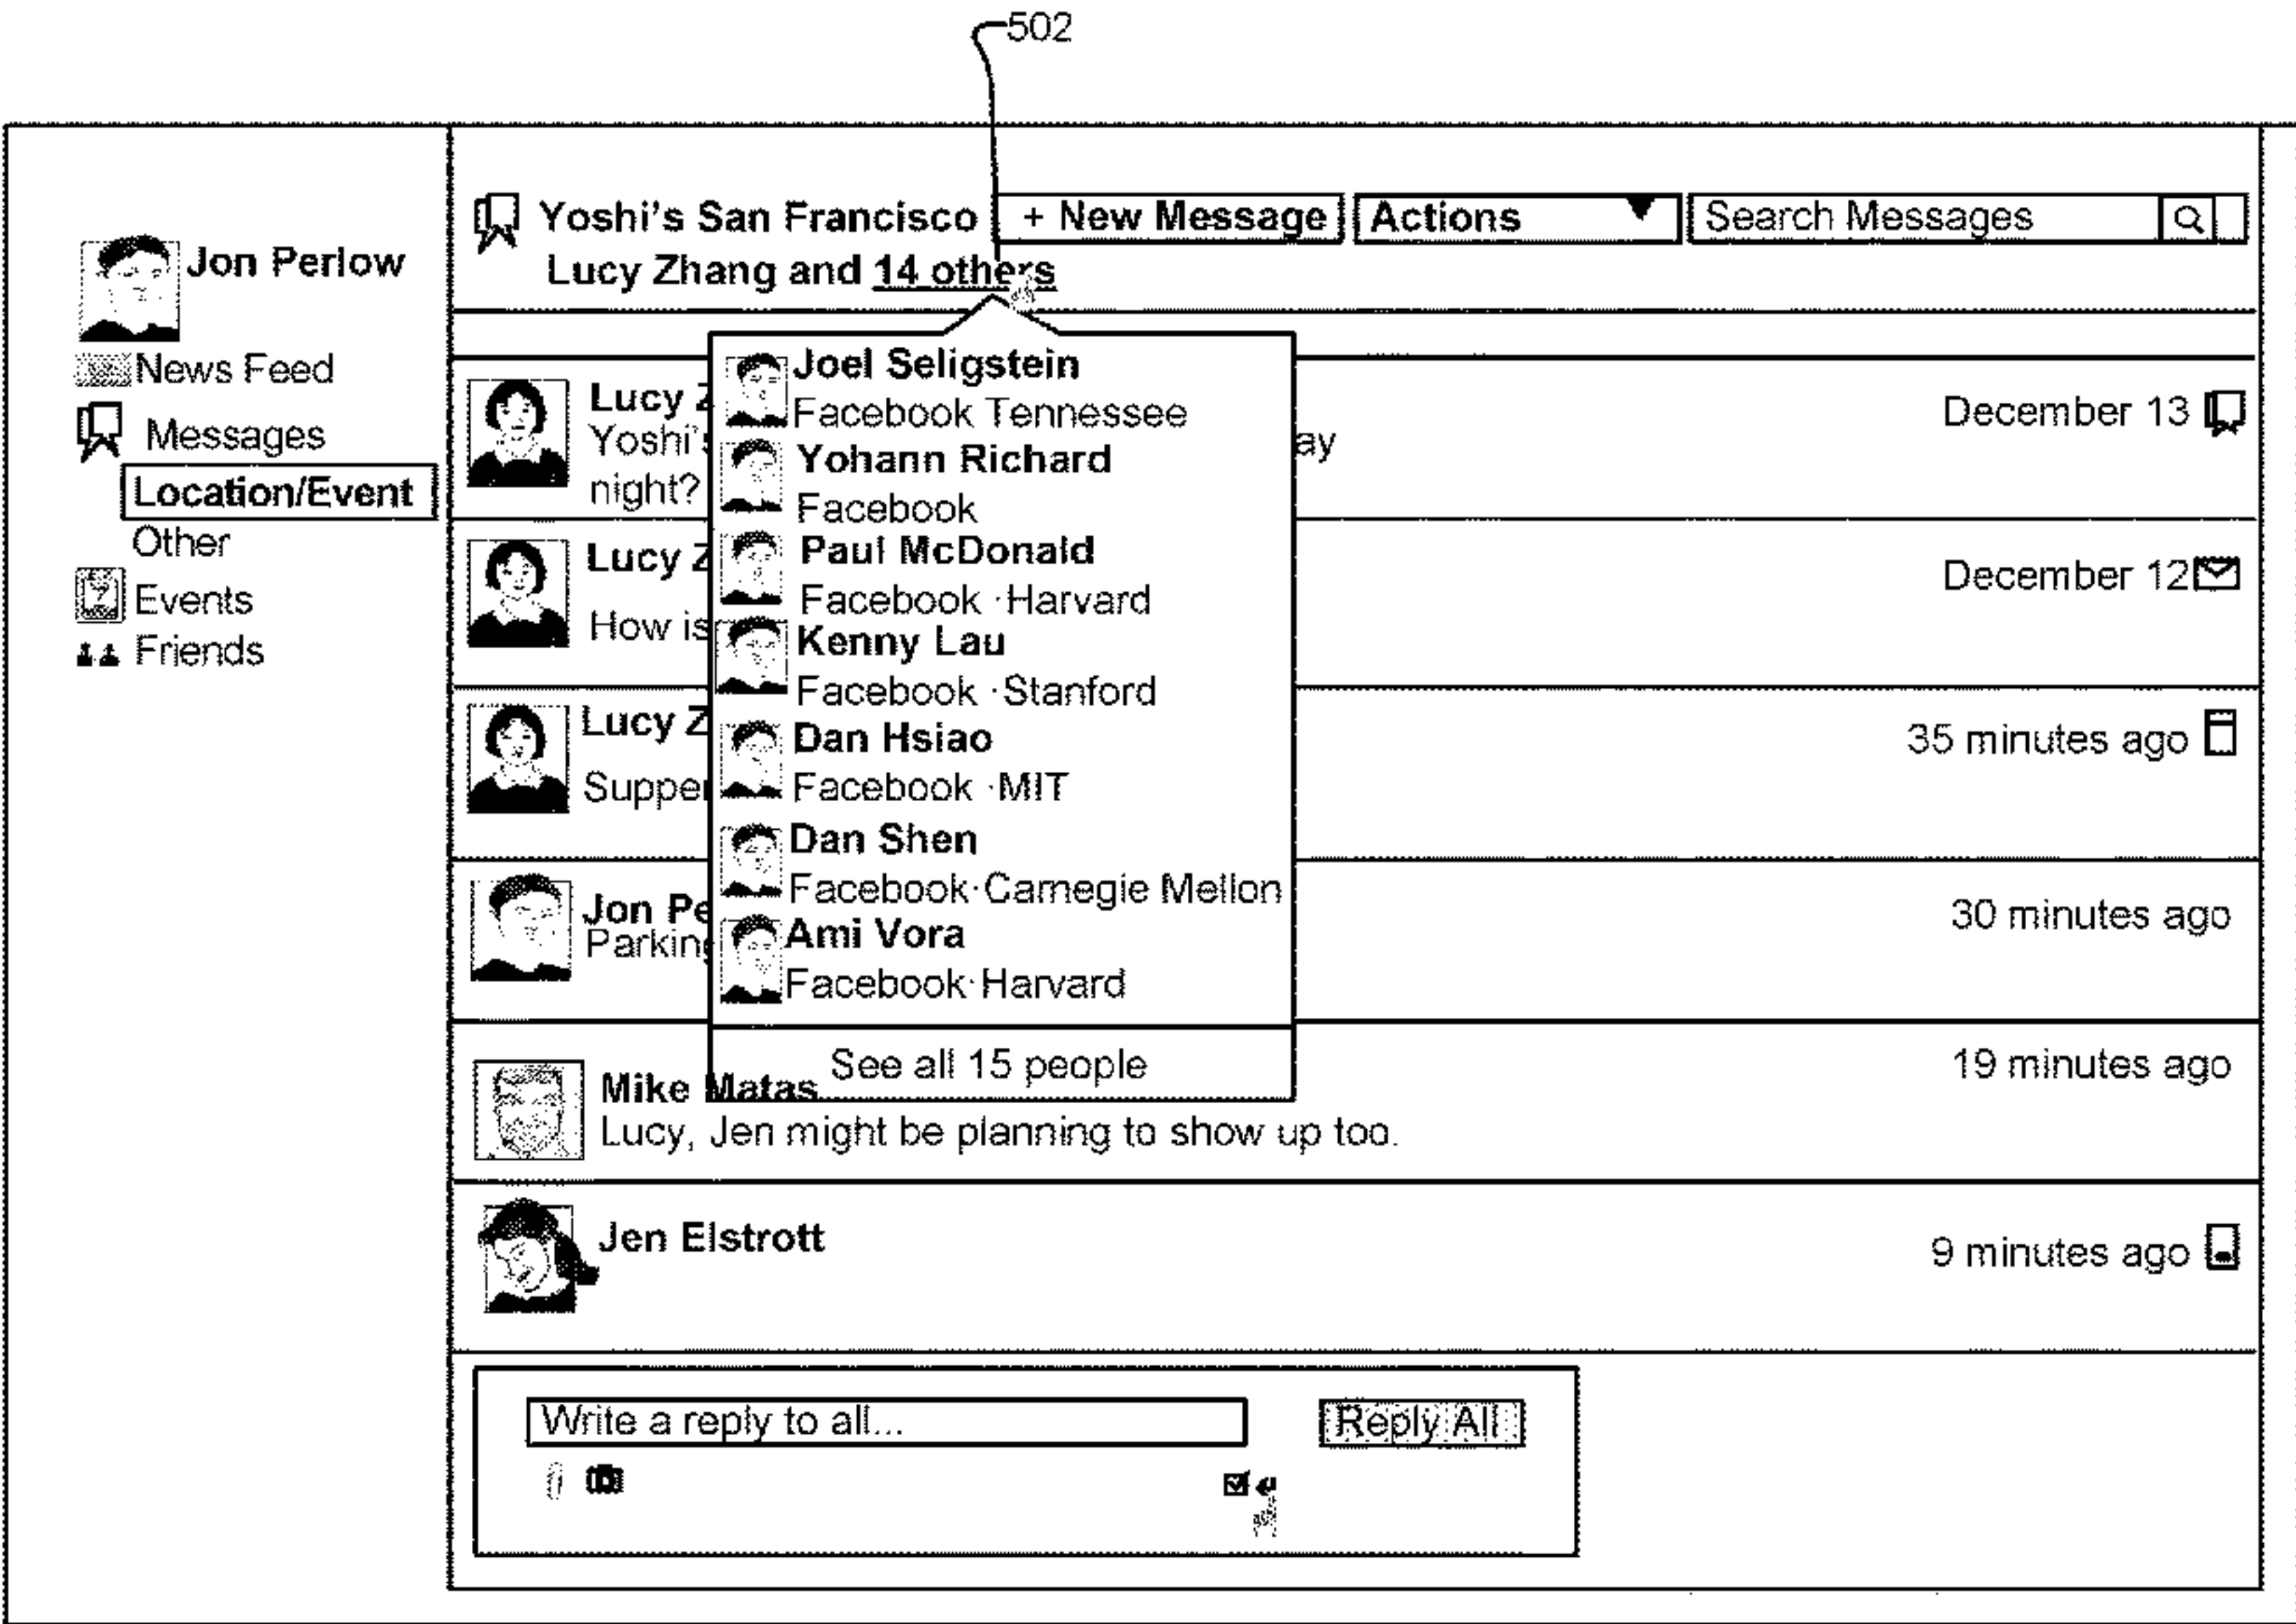 502
Jon Perlow
News Feed
Messages
Location/Event
Other
Events
Friends
Yoshi's San Francisco
+ New Message
Actions
Search Messages
Lucy Zhang and 14 others
Joel Seligstein
Facebook Tennessee
Yohann Richard
Facebook
Paul McDonald
Facebook ·Harvard
Kenny Lau
Facebook ·Stanford
Dan Hsiao
Facebook ·MIT
Dan Shen
Facebook·Carnegie Mellon
Ami Vora
Facebook·Harvard
See all 15 people
Lucy Z
December 13
Yoshi's
ay
night?
Lucy Z
December 12
How is
Lucy Z
35 minutes ago
Supper
Jon Pe
30 minutes ago
Parking
Mike Matas
19 minutes ago
Lucy, Jen might be planning to show up too.
Jen Elstrott
9 minutes ago
Write a reply to all...
Reply All